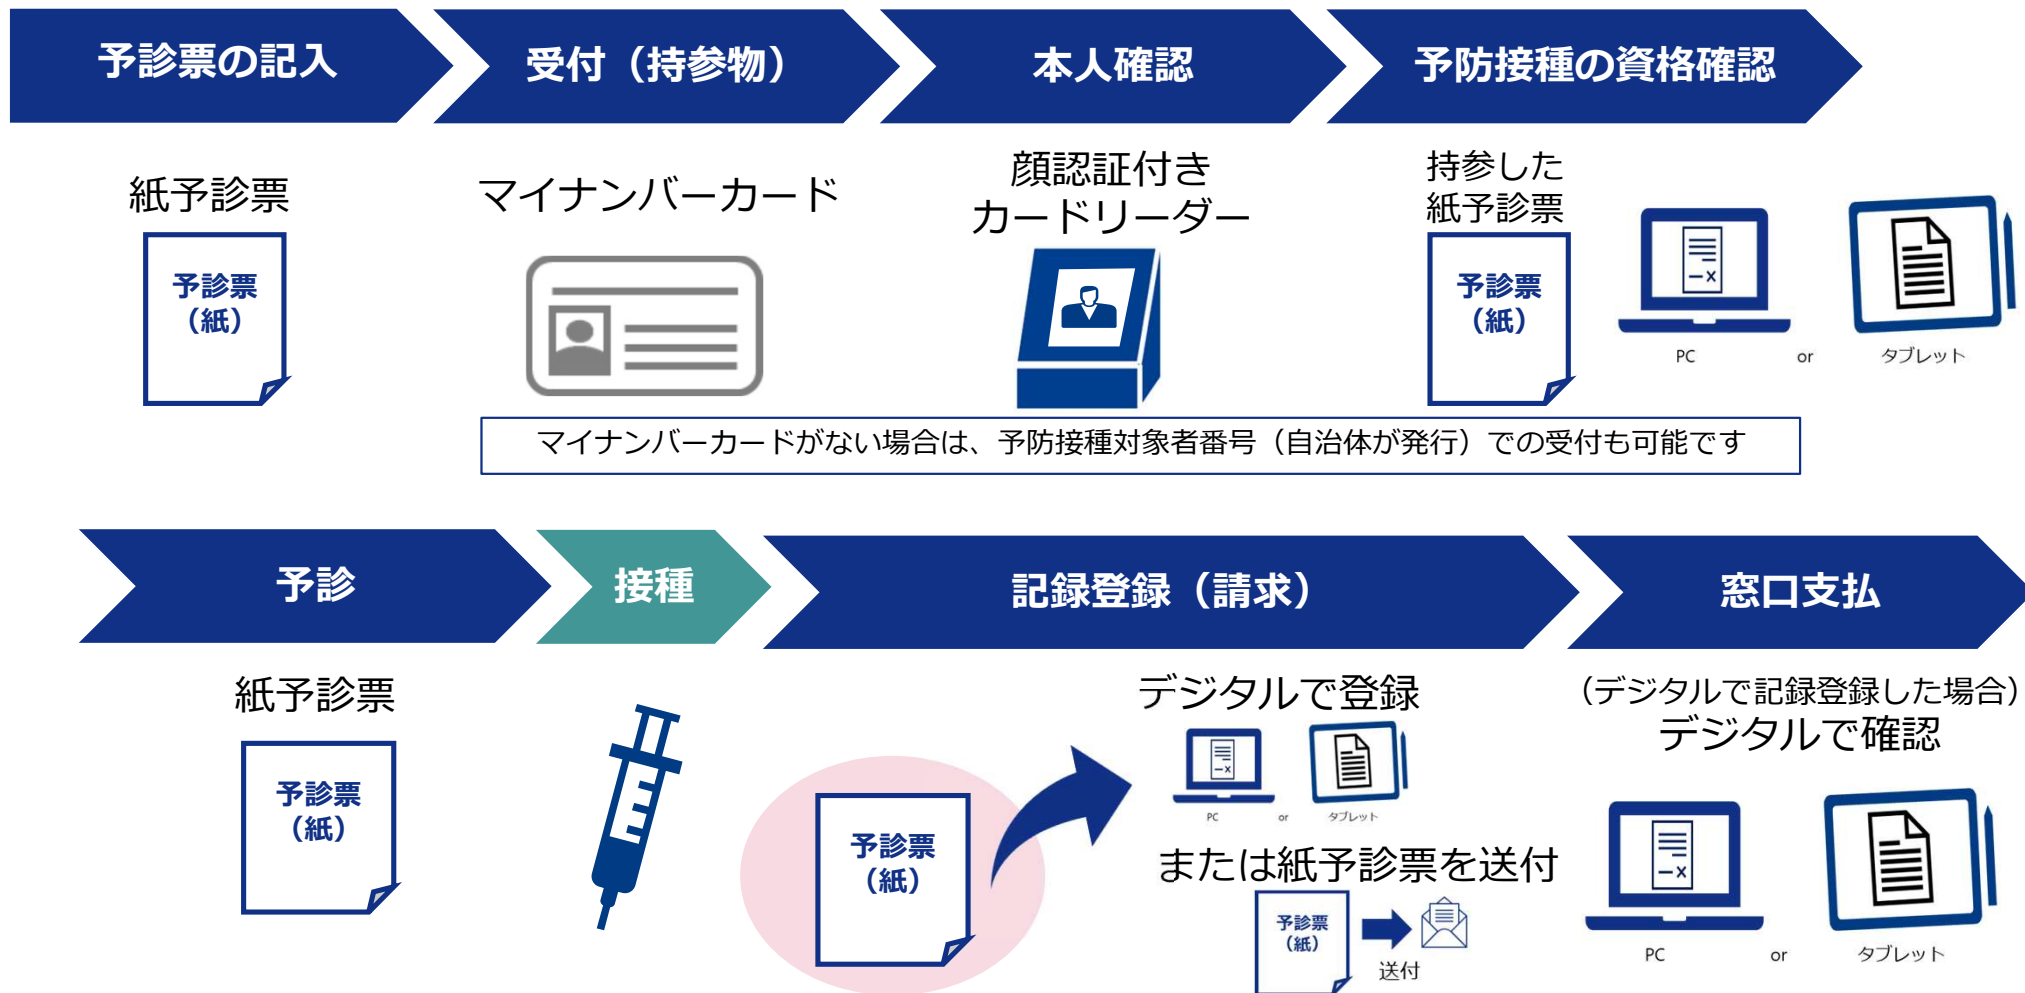 予診票の記入
受付（持参物）
本人確認
予防接種の資格確認
紙予診票
予診票
（紙）
マイナンバーカード
顔認証付き
カードリーダー
持参した
紙予診票
予診票
（紙）
PC
or
タブレット
マイナンバーカードがない場合は、予防接種対象者番号（自治体が発行）での受付も可能です
予診
接種
記録登録（請求）
窓口支払
紙予診票
予診票
（紙）
予診票
（紙）
デジタルで登録
PC
or
タブレット
または紙予診票を送付
予診票
（紙）
送付
（デジタルで記録登録した場合）
デジタルで確認
PC
or
タブレット